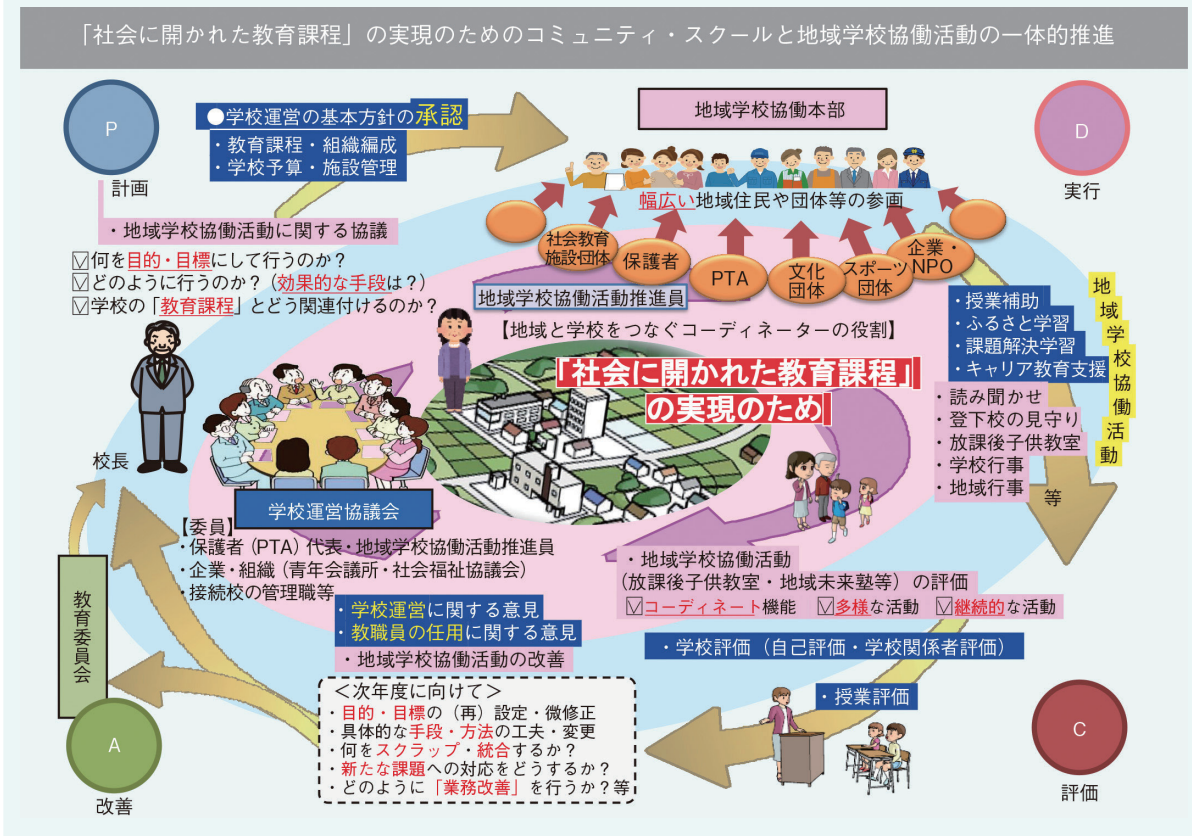 「社会に開かれた教育課程」の実現のためのコミュニティ・スクールと地域学校協働活動の一体的推進
P
計画
●学校運営の基本方針の承認
・教育課程・組織編成
・学校予算・施設管理
地域学校協働本部
D
実行
・地域学校協働活動に関する協議
☑何を目的・目標にして行うのか？
☑どのように行うのか？（効果的な手段は？）
☑学校の「教育課程」とどう関連付けるのか？
幅広い地域住民や団体等の参画
社会教育
施設・団体
保護者
PTA
文化
団体
スポーツ
団体
企業・
NPO
地域学校協働活動推進員
【地域と学校をつなぐコーディネーターの役割】
「社会に開かれた教育課程」
の実現のため
・授業補助
・ふるさと学習
・課題解決学習
・キャリア教育支援
・読み聞かせ
・登下校の見守り
・放課後子供教室
・学校行事
・地域行事
等
地域学校協働活動
校長
学校運営協議会
【委員】
・保護者（PTA）代表・地域学校協働活動推進員
・企業・組織（青年会議所・社会福祉協議会）
・接続校の管理職等
・学校運営に関する意見
・教職員の任用に関する意見
・地域学校協働活動の改善
・地域学校協働活動
（放課後子供教室・地域未来塾等）の評価
☑コーディネート機能　☑多様な活動　☑継続的な活動
・学校評価（自己評価・学校関係者評価）
・授業評価
教育委員会
＜次年度に向けて＞
・目的・目標の（再）設定・微修正
・具体的な手段・方法の工夫・変更
・何をスクラップ・統合するか？
・新たな課題への対応をどうするか？
・どのように「業務改善」を行うか？等
A
改善
C
評価